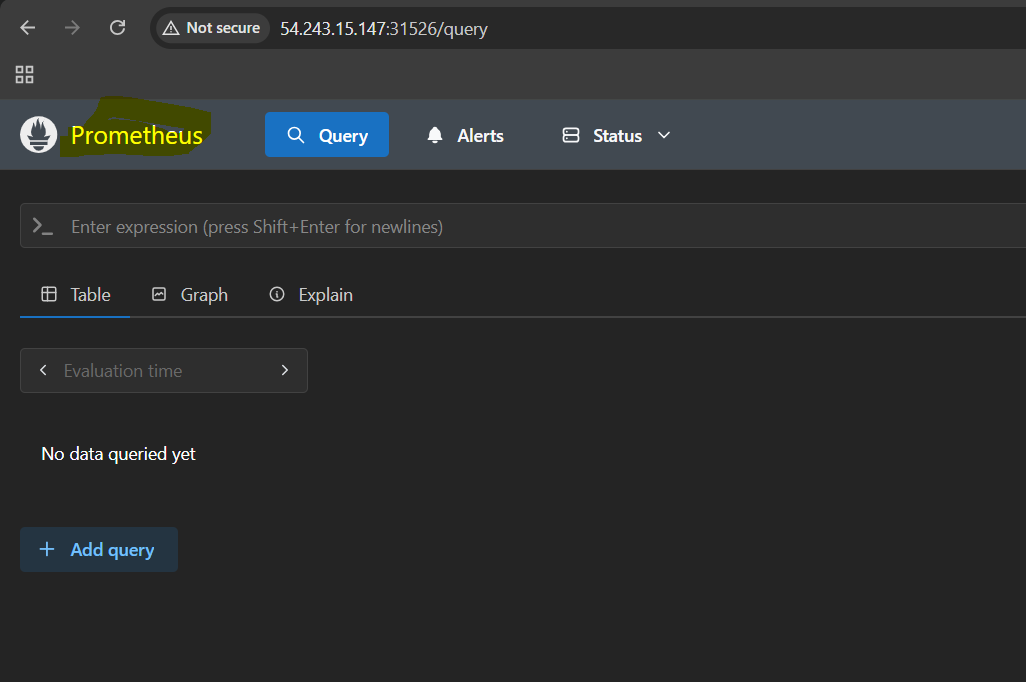 Not secure 54.243.15.147:31526/query
Prometheus Query Alerts Status
Enter expression (press Shift+Enter for newlines)
Table Graph Explain
Evaluation time
No data queried yet
Add query